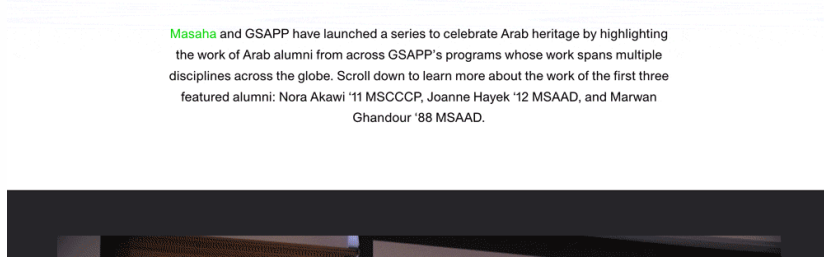 Masaha and GSAPP have launched a series to celebrate Arab heritage by highlighting
the work of Arab alumni from across GSAPP's programs whose work spans multiple
disciplines across the globe. Scroll down to learn more about the work of the first three
featured alumni: Nora Akawi ‘11 MSCCCP, Joanne Hayek ‘12 MSAAD, and Marwan
Ghandour ‘88 MSAAD.